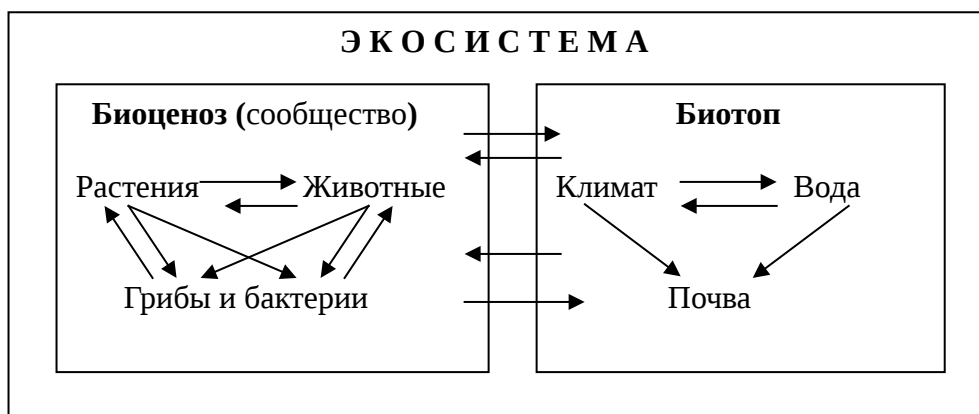 Э К О С И С Т Е М А
Биоценоз (сообщество)
Биотоп
Растения
Животные
Климат
Вода
Грибы и бактерии
Почва